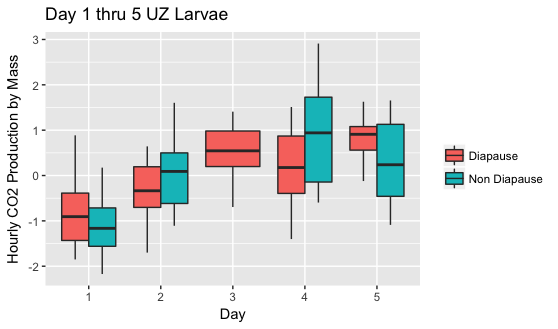 Day 1 thru 5 UZ Larvae
Hourly CO2 Production by Mass
3
2
1
0
-1
-2
1 2 3 4 5
Day
Diapause
Non Diapause